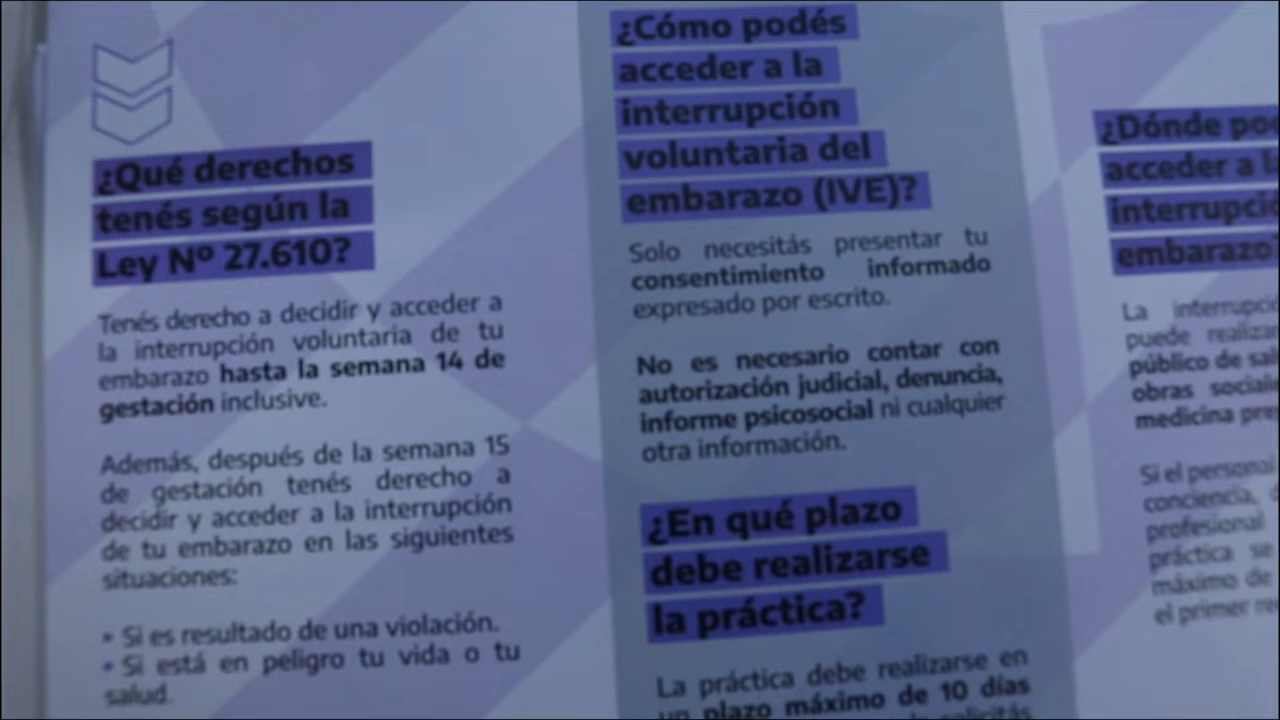 ¿Qué derechos
tenés según la
Ley Nº 27.610?
Tenés derecho a decidir y acceder a
la interrupción voluntaria de tu
embarazo hasta la semana 14 de
gestación inclusive.
Además, después de la semana 15
de gestación tenés derecho a
decidir y acceder a la interrupción
de tu embarazo en las siguientes
situaciones:
• Si es resultado de una violación.
• Si está en peligro tu vida o tu
salud.
¿Cómo podés
acceder a la
interrupción
voluntaria del
embarazo (IVE)?
Solo necesitás presentar tu
consentimiento informado
expresado por escrito.
No es necesario contar con
autorización judicial, denuncia,
informe psicosocial ni cualquier
otra información.
¿En qué plazo
debe realizarse
la práctica?
La práctica debe realizarse en
un plazo máximo de 10 días
¿Dónde
acceder a
embarazo?
La
puede
público de
obras
medicina
Si el personal
conciencia,
profesional
práctica se
máximo de
el primer